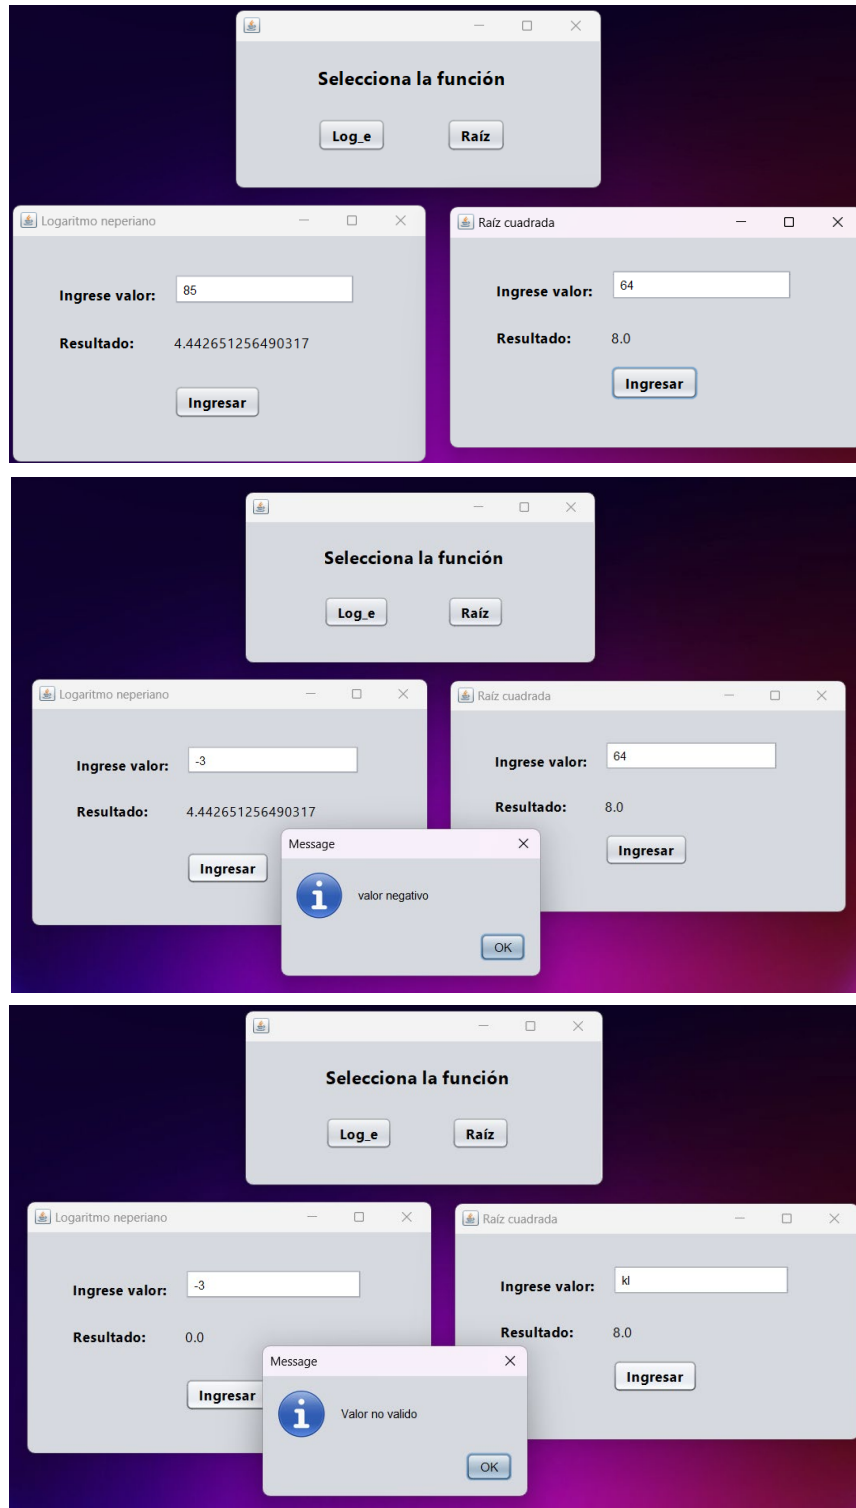 Selecciona la función
Log_e
Raíz
Logaritmo neperiano
Ingrese valor:
85
Resultado:
4.442651256490317
Ingresar
Raíz cuadrada
Ingrese valor:
64
Resultado:
8.0
Ingresar
Selecciona la función
Log_e
Raíz
Logaritmo neperiano
Ingrese valor:
-3
Resultado:
4.442651256490317
Ingresar
Raíz cuadrada
Ingrese valor:
64
Resultado:
8.0
Ingresar
Message
valor negativo
OK
Selecciona la función
Log_e
Raíz
Logaritmo neperiano
Ingrese valor:
-3
Resultado:
0.0
Ingresar
Raíz cuadrada
Ingrese valor:
kl
Resultado:
8.0
Ingresar
Message
Valor no valido
OK